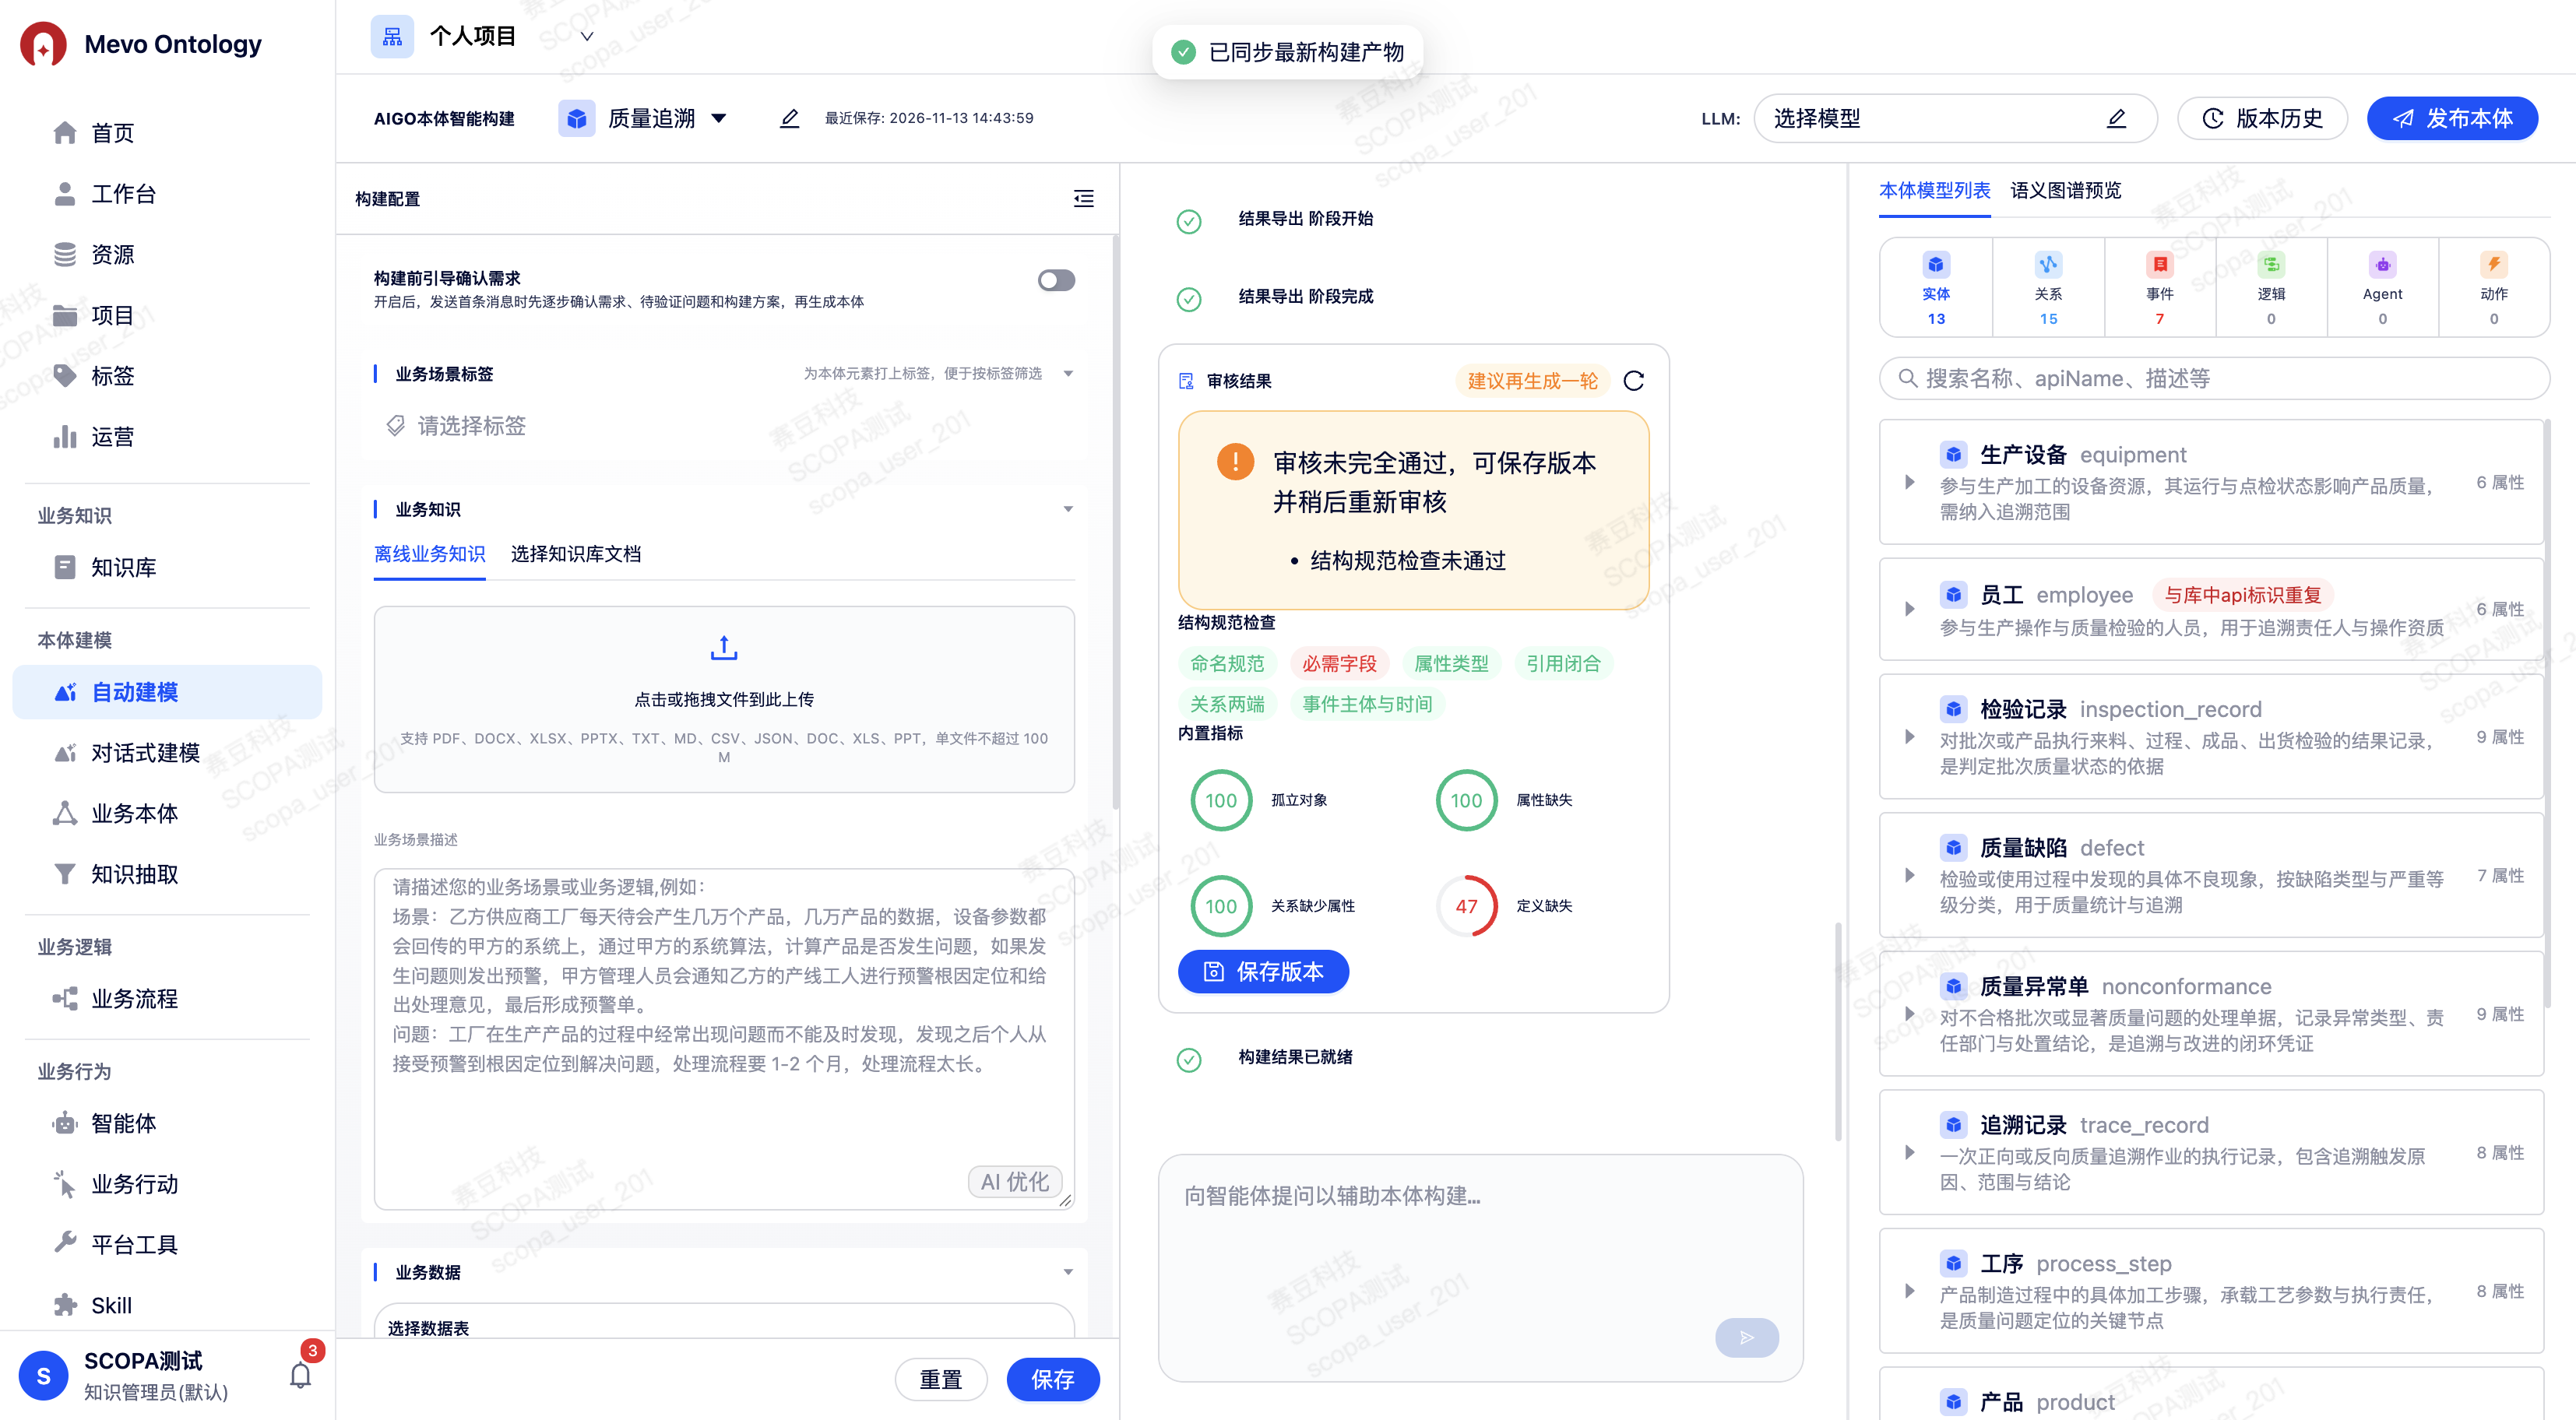 Mevo Ontology
首页
工作台
资源
项目
标签
运营
业务知识
知识库
本体建模
自动建模
对话式建模
业务本体
知识抽取
业务逻辑
业务流程
业务行为
智能体
业务行动
平台工具
Skill
S
SCOPA测试
知识管理员(默认)
3
个人项目
已同步最新构建产物
AIGO本体智能构建
质量追溯
最近保存: 2026-11-13 14:43:59
LLM:
选择模型
版本历史
发布本体
构建配置
构建前引导确认需求
开启后，发送首条消息时先逐步确认需求、待验证问题和构建方案，再生成本体
业务场景标签
为本体元素打上标签，便于按标签筛选
请选择标签
业务知识
离线业务知识
选择知识库文档
点击或拖拽文件到此上传
支持 PDF、DOCX、XLSX、PPTX、TXT、MD、CSV、JSON、DOC、XLS、PPT，单文件不超过 100
M
业务场景描述
请描述您的业务场景或业务逻辑,例如：
场景：乙方供应商工厂每天待会产生几万个产品，几万产品的数据，设备参数都
会回传的甲方的系统上，通过甲方的系统算法，计算产品是否发生问题，如果发
生问题则发出预警，甲方管理人员会通知乙方的产线工人进行预警根因定位和给
出处理意见，最后形成预警单。
问题：工厂在生产产品的过程中经常出现问题而不能及时发现，发现之后个人从
接受预警到根因定位到解决问题，处理流程要 1-2 个月，处理流程太长。
AI 优化
业务数据
选择数据表
重置
保存
结果导出 阶段开始
结果导出 阶段完成
审核结果
建议再生成一轮
审核未完全通过，可保存版本
并稍后重新审核
• 结构规范检查未通过
结构规范检查
命名规范
必需字段
属性类型
引用闭合
关系两端
事件主体与时间
内置指标
100
孤立对象
100
属性缺失
100
关系缺少属性
47
定义缺失
保存版本
构建结果已就绪
向智能体提问以辅助本体构建...
本体模型列表
语义图谱预览
实体
13
关系
15
事件
7
逻辑
0
Agent
0
动作
0
搜索名称、apiName、描述等
生产设备 equipment
参与生产加工的设备资源，其运行与点检状态影响产品质量，
需纳入追溯范围
6 属性
员工 employee 与库中api标识重复
参与生产操作与质量检验的人员，用于追溯责任人与操作资质
6 属性
检验记录 inspection_record
对批次或产品执行来料、过程、成品、出货检验的结果记录，
是判定批次质量状态的依据
9 属性
质量缺陷 defect
检验或使用过程中发现的具体不良现象，按缺陷类型与严重等
级分类，用于质量统计与追溯
7 属性
质量异常单 nonconformance
对不合格批次或显著质量问题的处理单据，记录异常类型、责
任部门与处置结论，是追溯与改进的闭环凭证
9 属性
追溯记录 trace_record
一次正向或反向质量追溯作业的执行记录，包含追溯触发原
因、范围与结论
8 属性
工序 process_step
产品制造过程中的具体加工步骤，承载工艺参数与执行责任，
是质量问题定位的关键节点
8 属性
产品 product
赛豆科技
SCOPA测试
scopa_user_201